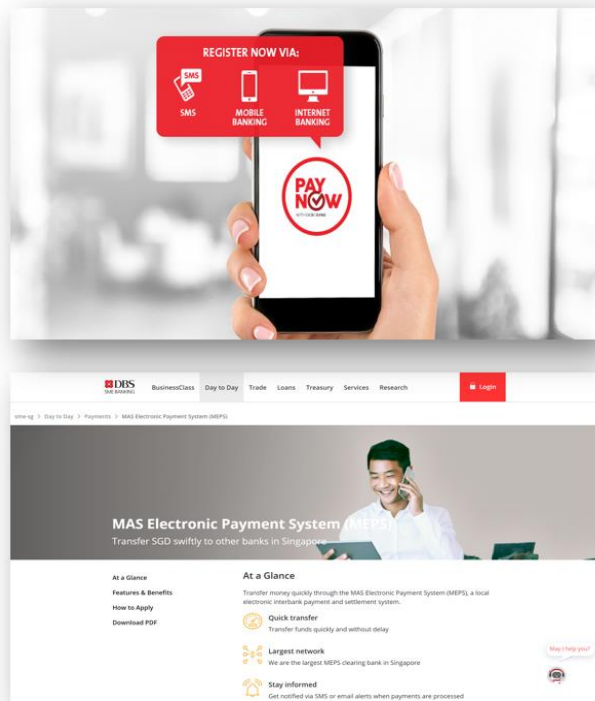 REGISTER NOW VIA:
SMS
SMS
MOBILE
BANKING
INTERNET
BANKING
PAY
NOW
DBS
SME BANKING
BusinessClass Day to Day Trade Loans Treasury Services Research Login
sme-sg > Day to Day > Payments > MAS Electronic Payment System (MEPS)
MAS Electronic Payment System (MEPS)
Transfer SGD swiftly to other banks in Singapore
At a Glance
Features & Benefits
How to Apply
Download PDF
At a Glance
Transfer money quickly through the MAS Electronic Payment System (MEPS), a local
electronic interbank payment and settlement system.
Quick transfer
Transfer funds quickly and without delay
Largest network
We are the largest MEPS clearing bank in Singapore
Stay informed
Get notified via SMS or email alerts when payments are processed
May I help you?